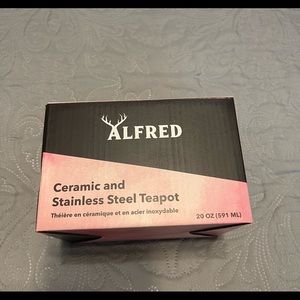 ALFRED
Ceramic and
Stainless Steel Teapot
Théière en céramique et en acier inoxydable
20 OZ (591 ML)